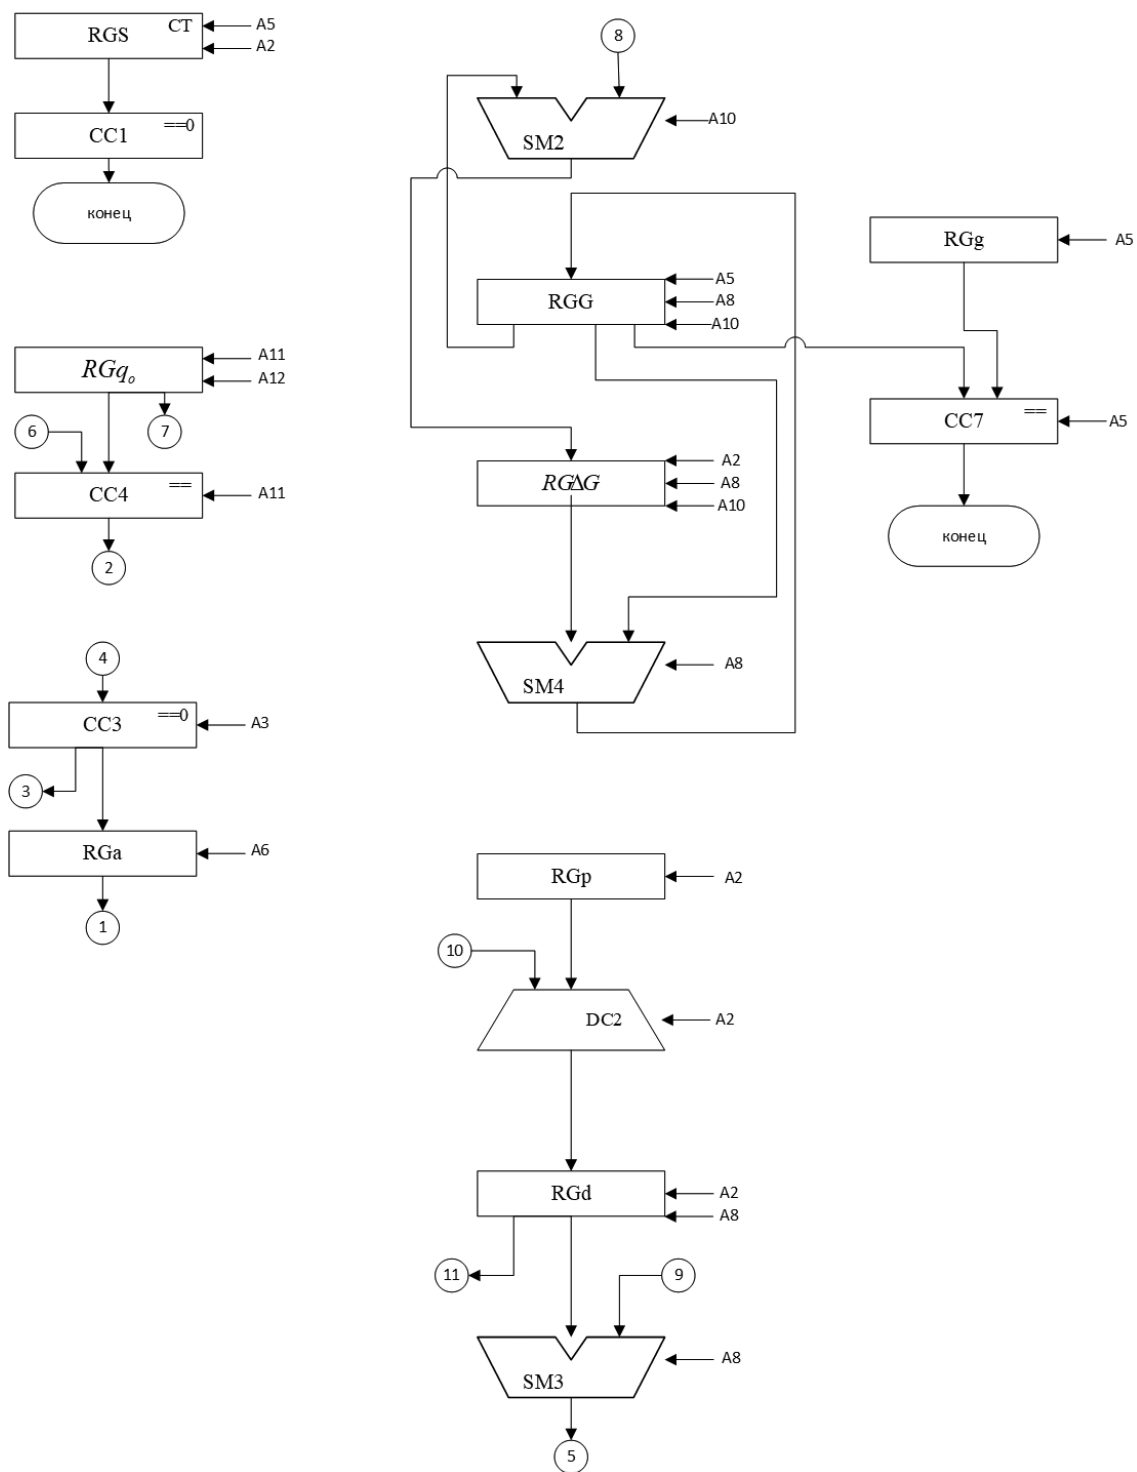 RGS CT
A5
A2
CC1 ==0
конец
RGqo
A11
A12
6
7
CC4 ==
A11
2
4
CC3 ==0
A3
3
RGa
A6
1
8
SM2
A10
RGG
A5
A8
A10
RGΔG
A2
A8
A10
SM4
A8
RGg
A5
CC7 ==
A5
конец
RGp
A2
10
DC2
A2
RGd
A2
A8
11
9
SM3
A8
5